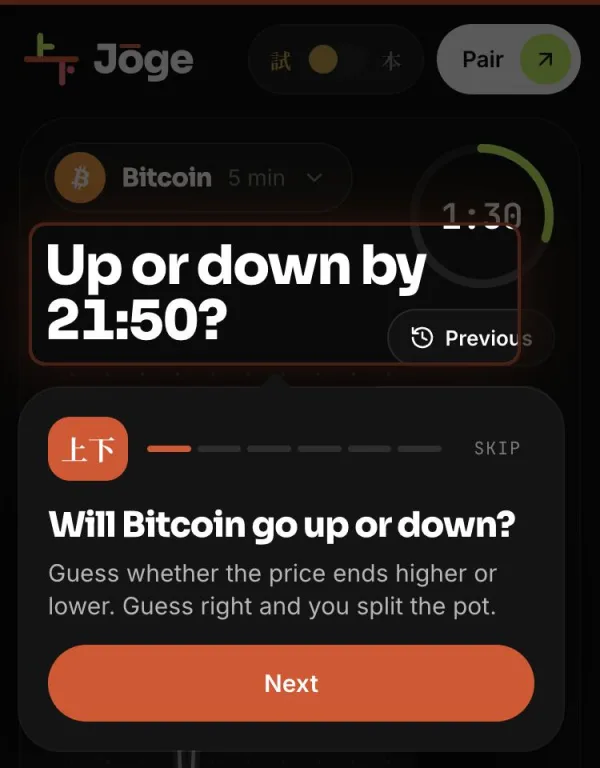 Jōge
試 本
Pair
Bitcoin 5 min
1:30
Up or down by
21:50?
Previous
上下
SKIP
Will Bitcoin go up or down?
Guess whether the price ends higher or
lower. Guess right and you split the pot.
Next